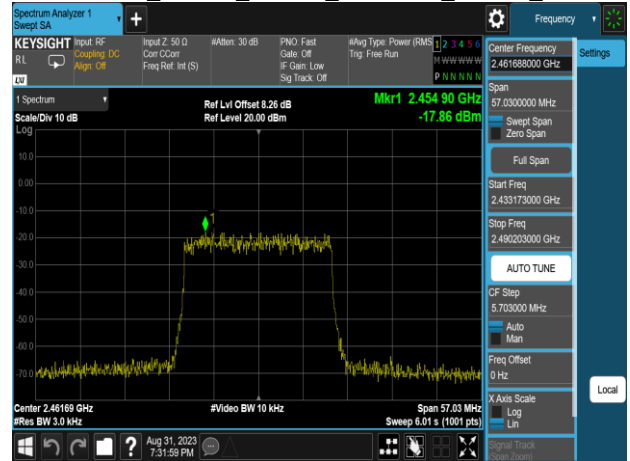 Spectrum Analyzer 1
Swept SA
+
Frequency
KEYSIGHT
RL
LXI
Input: RF
Coupling: DC
Align: Off
Input Z: 50 Ω
Corr CCorr
Freq Ref: Int (S)
#Atten: 30 dB
PNO: Fast
Gate: Off
IF Gain: Low
Sig Track: Off
#Avg Type: Power (RMS
Trig: Free Run
1 2 3 4 5 6
M W W W W W
P N N N N N
1 Spectrum
Scale/Div 10 dB
Log
Ref Lvl Offset 8.26 dB
Ref Level 20.00 dBm
Mkr1 2.454 90 GHz
-17.86 dBm
10.0
0.00
-10.0
-20.0
-30.0
-40.0
-50.0
-60.0
-70.0
1
Center 2.46169 GHz
#Res BW 3.0 kHz
#Video BW 10 kHz
Span 57.03 MHz
Sweep 6.01 s (1001 pts)
Center Frequency
2.461688000 GHz
Settings
Span
57.0300000 MHz
Swept Span
Zero Span
Full Span
Start Freq
2.433173000 GHz
Stop Freq
2.490203000 GHz
AUTO TUNE
CF Step
5.703000 MHz
Auto
Man
Freq Offset
0 Hz
X Axis Scale
Log
Lin
Local
Signal Track
(Span Zoom)
?
Aug 31, 2023
7:31:59 PM